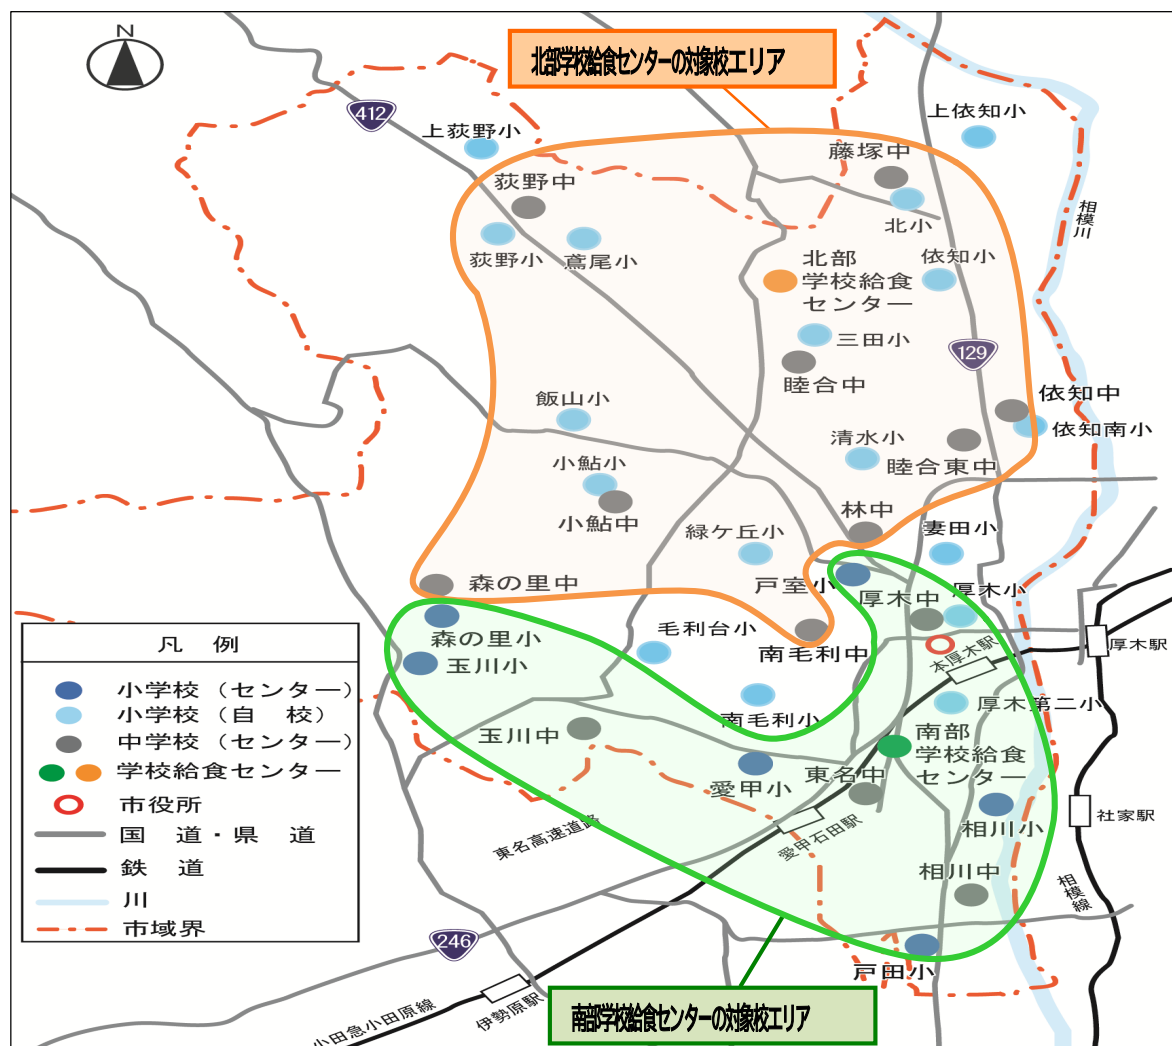 N
北部学校給食センターの対象校エリア
412
上荻野小
上依知小
藤塚中
荻野中
北小
相模川
荻野小
鳶尾小
北部
学校給食
センター
依知小
三田小
129
睦合中
依知中
飯山小
依知南小
清水小
睦合東中
小鮎小
小鮎中
林中
緑ケ丘小
妻田小
森の里中
戸室小
厚木小
厚木中
森の里小
毛利台小
南毛利中
本厚木駅
厚木駅
玉川小
南毛利小
厚木第二小
玉川中
南部
学校給食
センター
愛甲小
東名中
相川小
社家駅
東名高速道路
愛甲石田駅
相川中
相模線
246
戸田小
伊勢原駅
小田急小田原線
南部学校給食センターの対象校エリア
凡 例
小学校（センター）
小学校（自 校）
中学校（センター）
学校給食センター
市役所
国 道・県 道
鉄 道
川
市域界